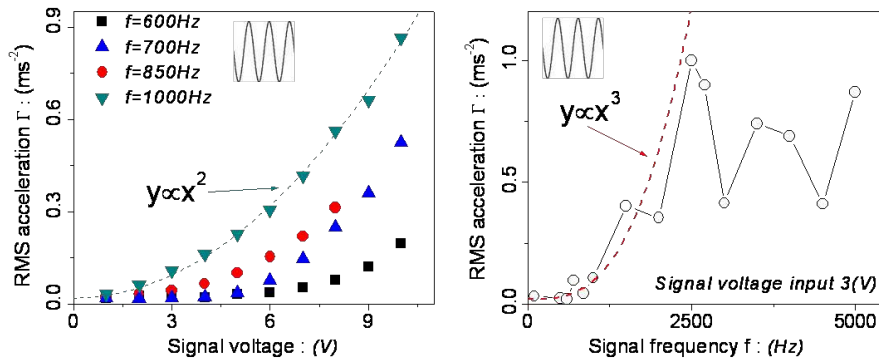 0.9
0.6
0.3
0.0
RMS acceleration Γ : (ms⁻²)
f=600Hz
f=700Hz
f=850Hz
f=1000Hz
y∝x²
0 3 6 9
Signal voltage : (V)
1.0
0.5
0.0
RMS acceleration Γ : (ms⁻²)
y∝x³
Signal voltage input 3(V)
0 2500 5000
Signal frequency f : (Hz)